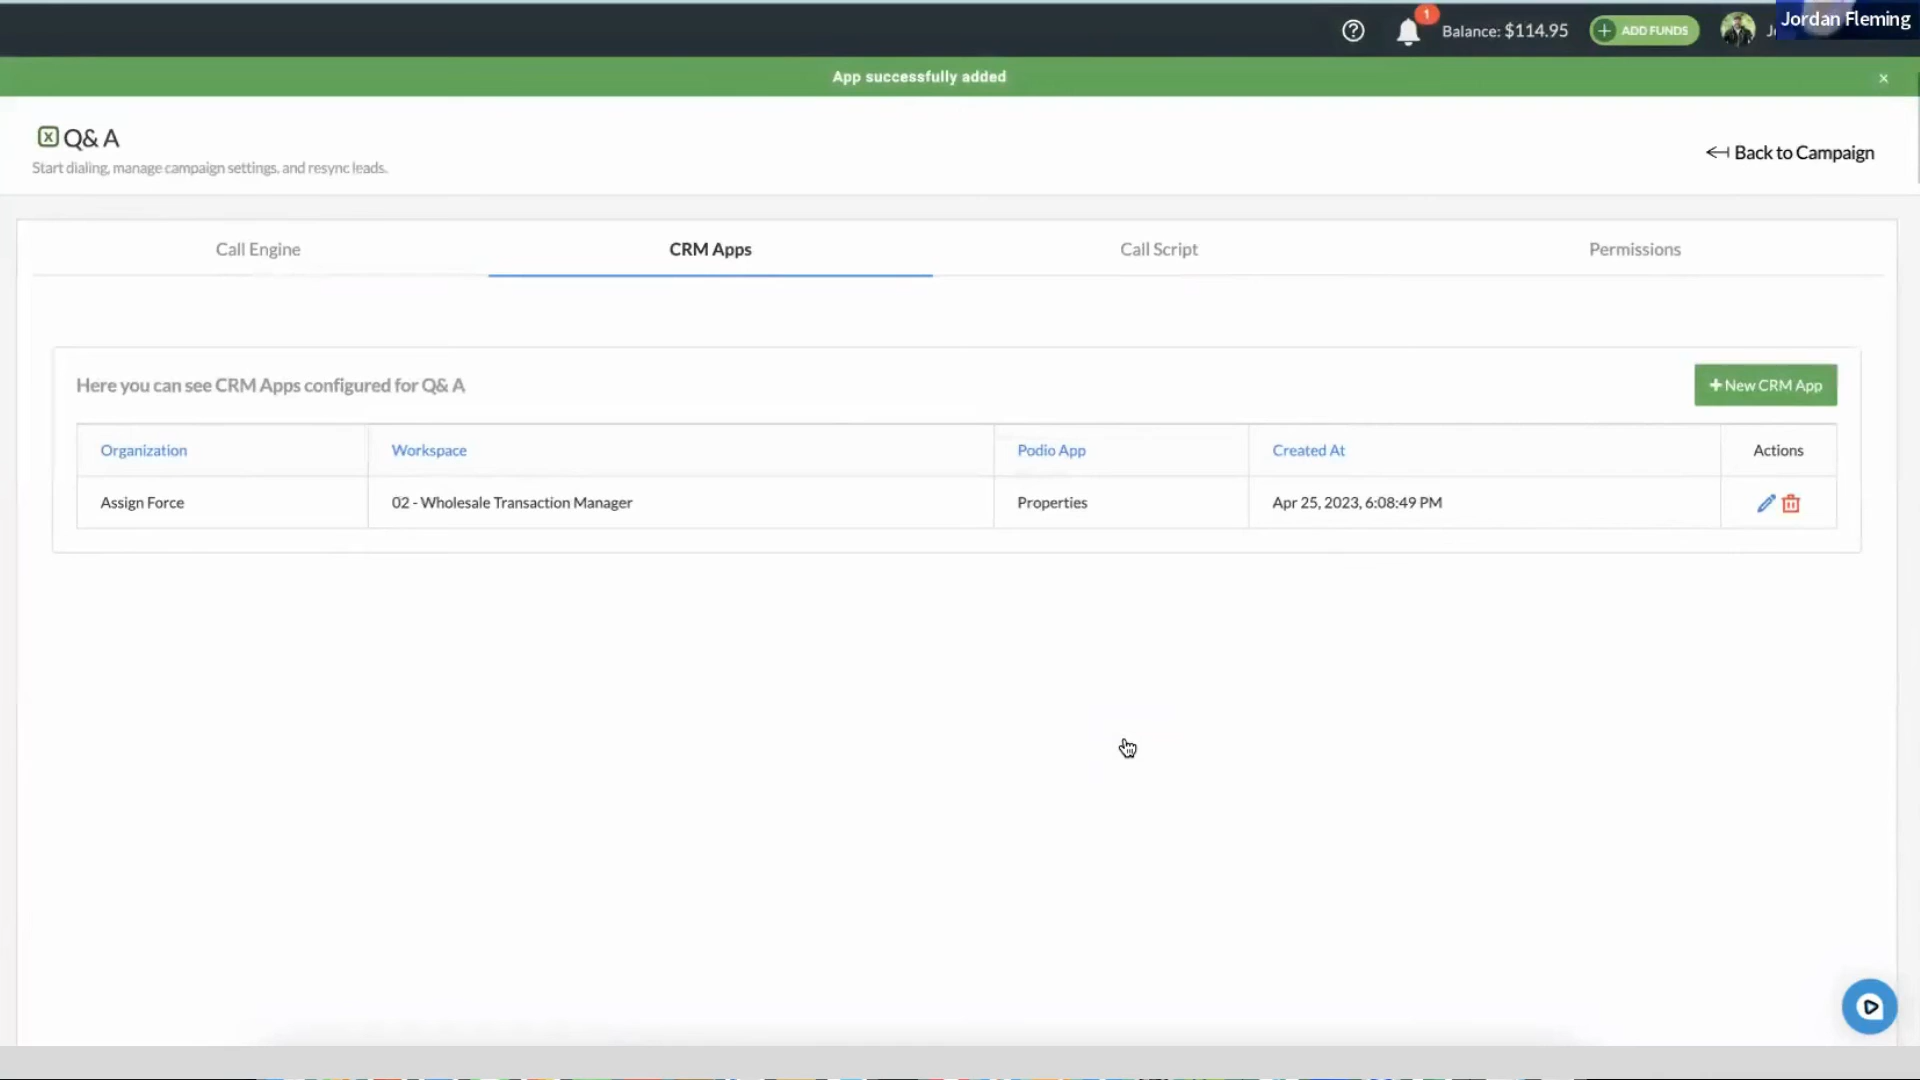 Jordan Fleming
1
Balance: $114.95
ADD FUNDS
App successfully added
Q& A
Start dialing, manage campaign settings, and resync leads.
Back to Campaign
Call Engine
CRM Apps
Call Script
Permissions
Here you can see CRM Apps configured for Q& A
+ New CRM App
Organization
Workspace
Podio App
Created At
Actions
Assign Force
02 - Wholesale Transaction Manager
Properties
Apr 25, 2023, 6:08:49 PM